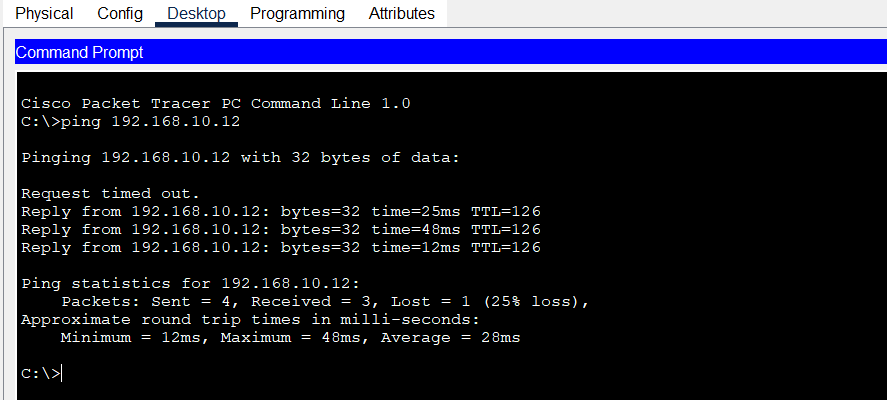 Physical Config Desktop Programming Attributes
Command Prompt
Cisco Packet Tracer PC Command Line 1.0
C:\>ping 192.168.10.12
Pinging 192.168.10.12 with 32 bytes of data:
Request timed out.
Reply from 192.168.10.12: bytes=32 time=25ms TTL=126
Reply from 192.168.10.12: bytes=32 time=48ms TTL=126
Reply from 192.168.10.12: bytes=32 time=12ms TTL=126
Ping statistics for 192.168.10.12:
Packets: Sent = 4, Received = 3, Lost = 1 (25% loss),
Approximate round trip times in milli-seconds:
Minimum = 12ms, Maximum = 48ms, Average = 28ms
C:\>